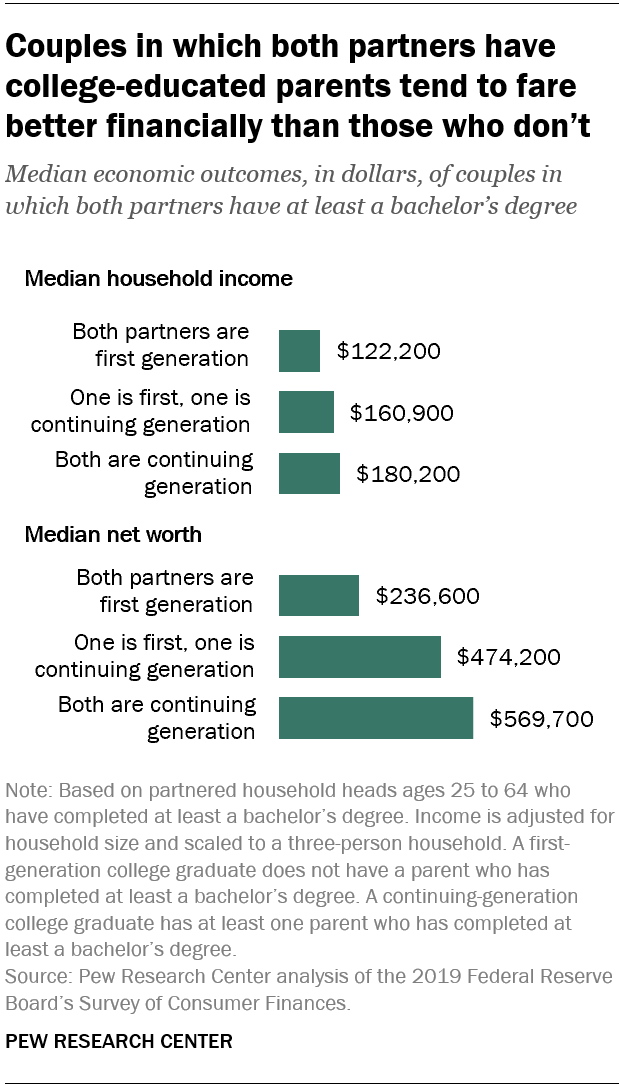 Couples in which both partners have
college-educated parents tend to fare
better financially than those who don’t
Median economic outcomes, in dollars, of couples in
which both partners have at least a bachelor’s degree
Median household income
Both partners are
first generation
$122,200
One is first, one is
continuing generation
$160,900
Both are continuing
generation
$180,200
Median net worth
Both partners are
first generation
$236,600
One is first, one is
continuing generation
$474,200
Both are continuing
generation
$569,700
Note: Based on partnered household heads ages 25 to 64 who
have completed at least a bachelor’s degree. Income is adjusted for
household size and scaled to a three-person household. A first-
generation college graduate does not have a parent who has
completed at least a bachelor’s degree. A continuing-generation
college graduate has at least one parent who has completed at
least a bachelor’s degree.
Source: Pew Research Center analysis of the 2019 Federal Reserve
Board’s Survey of Consumer Finances.
PEW RESEARCH CENTER